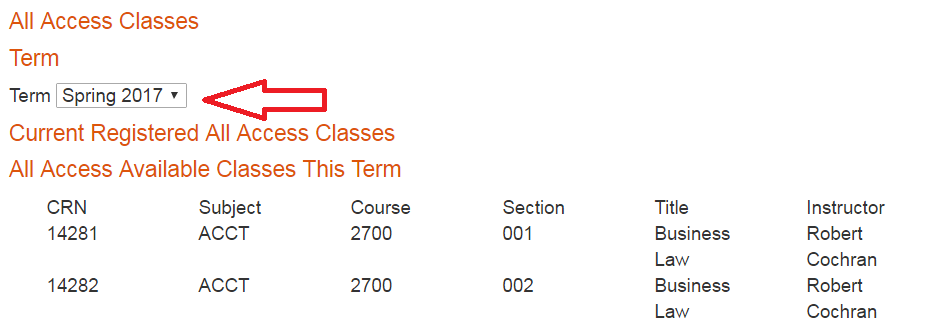 All Access Classes
Term
Term Spring 2017
Current Registered All Access Classes
All Access Available Classes This Term
CRN Subject Course Section Title Instructor
14281 ACCT 2700 001 Business Robert
Law Cochran
14282 ACCT 2700 002 Business Robert
Law Cochran